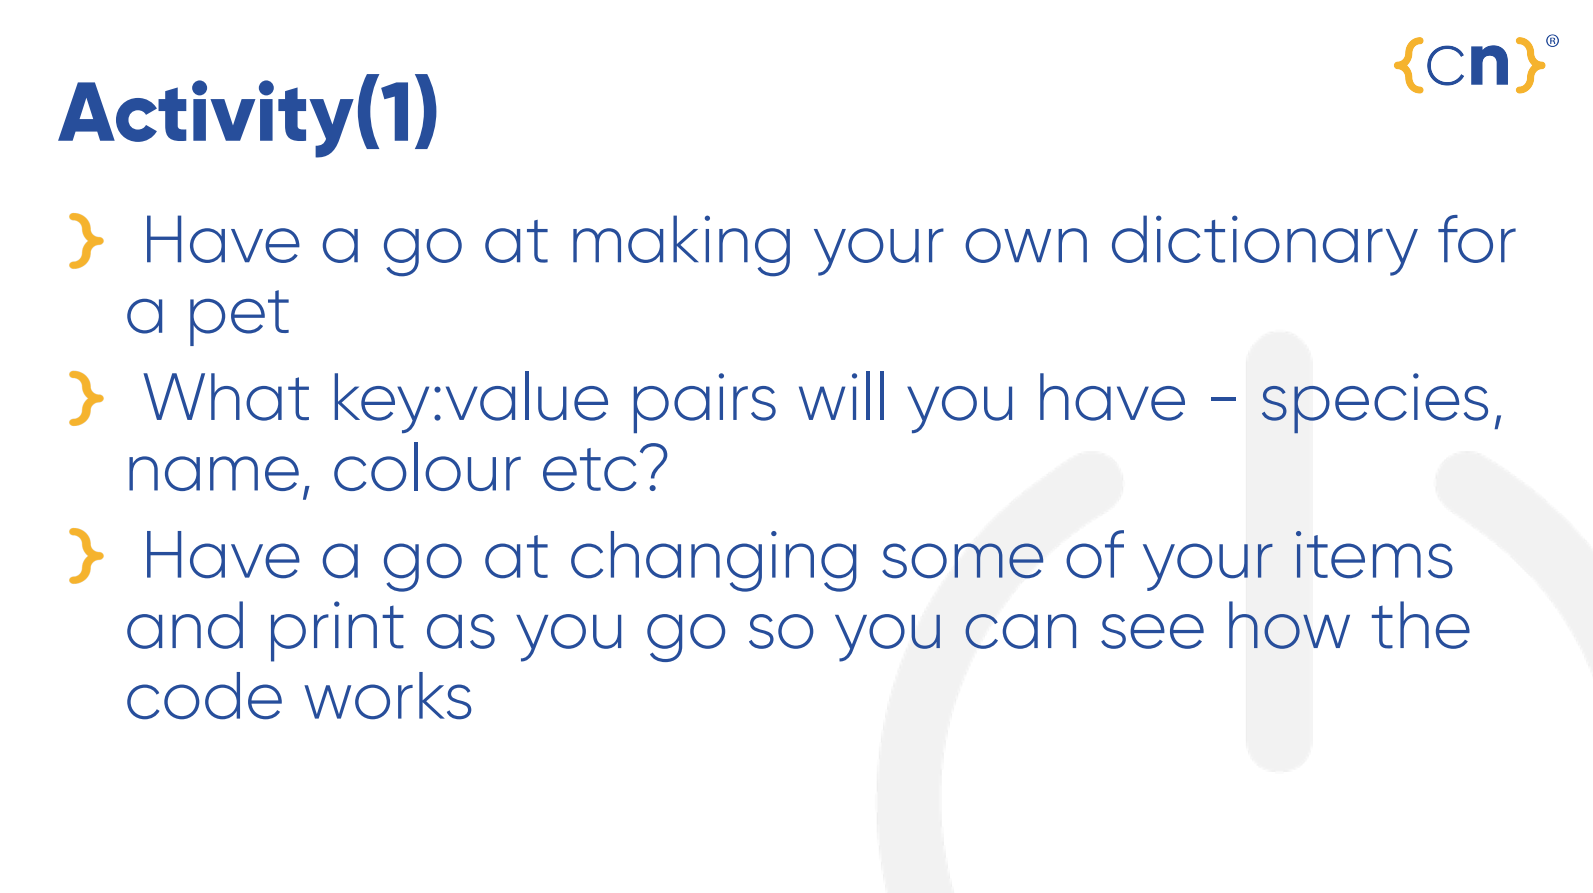 {cn}®
Activity(1)
} Have a go at making your own dictionary for
a pet
} What key:value pairs will you have - species,
name, colour etc?
} Have a go at changing some of your items
and print as you go so you can see how the
code works